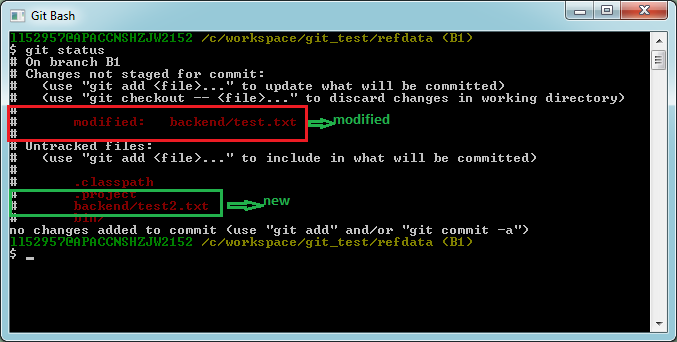 Git Bash
ll52957@APACCNSHZJW2152 /c/workspace/git_test/refdata (B1)
$ git status
# On branch B1
# Changes not staged for commit:
#   (use "git add <file>..." to update what will be committed)
#   (use "git checkout -- <file>..." to discard changes in working directory)
#
#       modified:   backend/test.txt
modified
#
# Untracked files:
#   (use "git add <file>..." to include in what will be committed)
#
#       .classpath
#       .project
#       backend/test2.txt
new
#       bin/
no changes added to commit (use "git add" and/or "git commit -a")
ll52957@APACCNSHZJW2152 /c/workspace/git_test/refdata (B1)
$ _